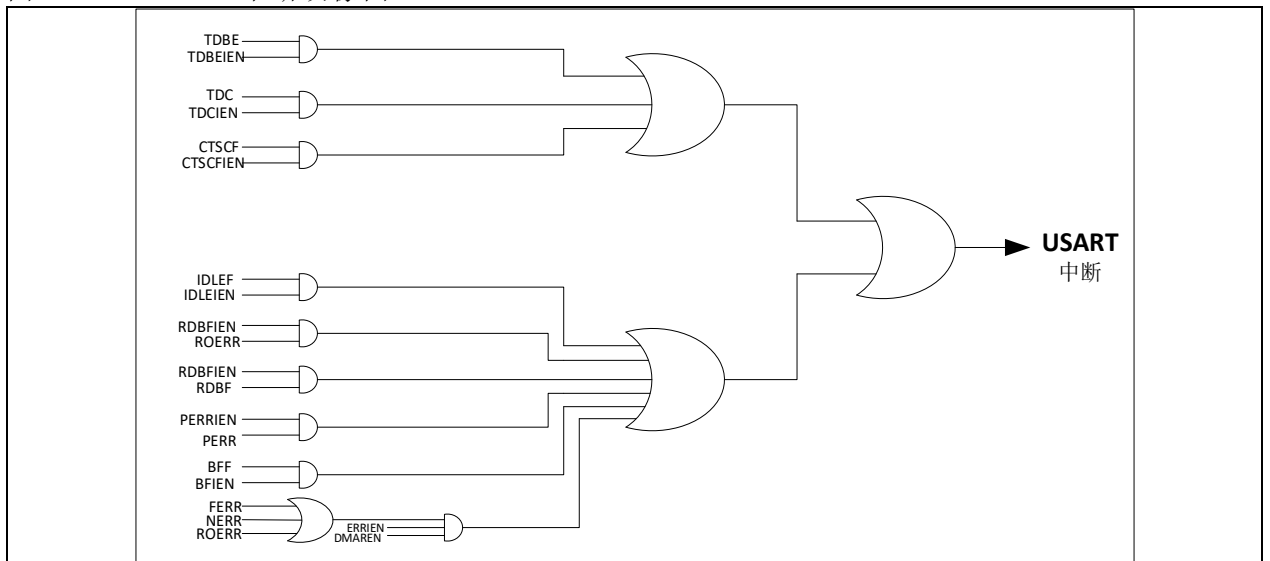 TDBE
TDBEIEN
TDC
TDCIEN
CTSCF
CTSCFIEN
IDLEF
IDLEIEN
RDBFIEN
ROERR
RDBFIEN
RDBF
PERRIEN
PERR
BFF
BFIEN
FERR
NERR
ROERR
ERRIEN
DMAREN
USART
中断